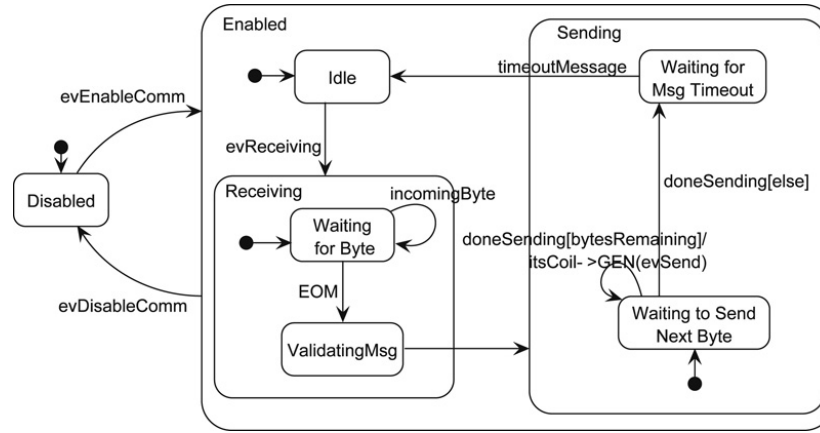 Enabled
Sending
Idle
timeoutMessage
Waiting for
Msg Timeout
evEnableComm
evReceiving
Disabled
Receiving
incomingByte
doneSending[else]
Waiting
for Byte
doneSending[bytesRemaining]/
itsCoil->GEN(evSend)
evDisableComm
EOM
Waiting to Send
Next Byte
ValidatingMsg